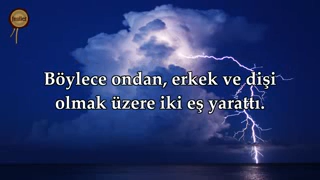 Böylece ondan, erkek ve dişi
olmak üzere iki eş yarattı.